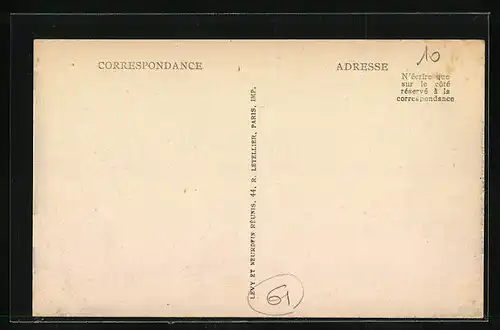 CORRESPONDANCE
ADRESSE
10
N'écrire que
sur le côté
réservé à la
correspondance
LÉVY ET NEURDEIN RÉUNIS, 44, R. LETELLIER, PARIS, IMP.
61